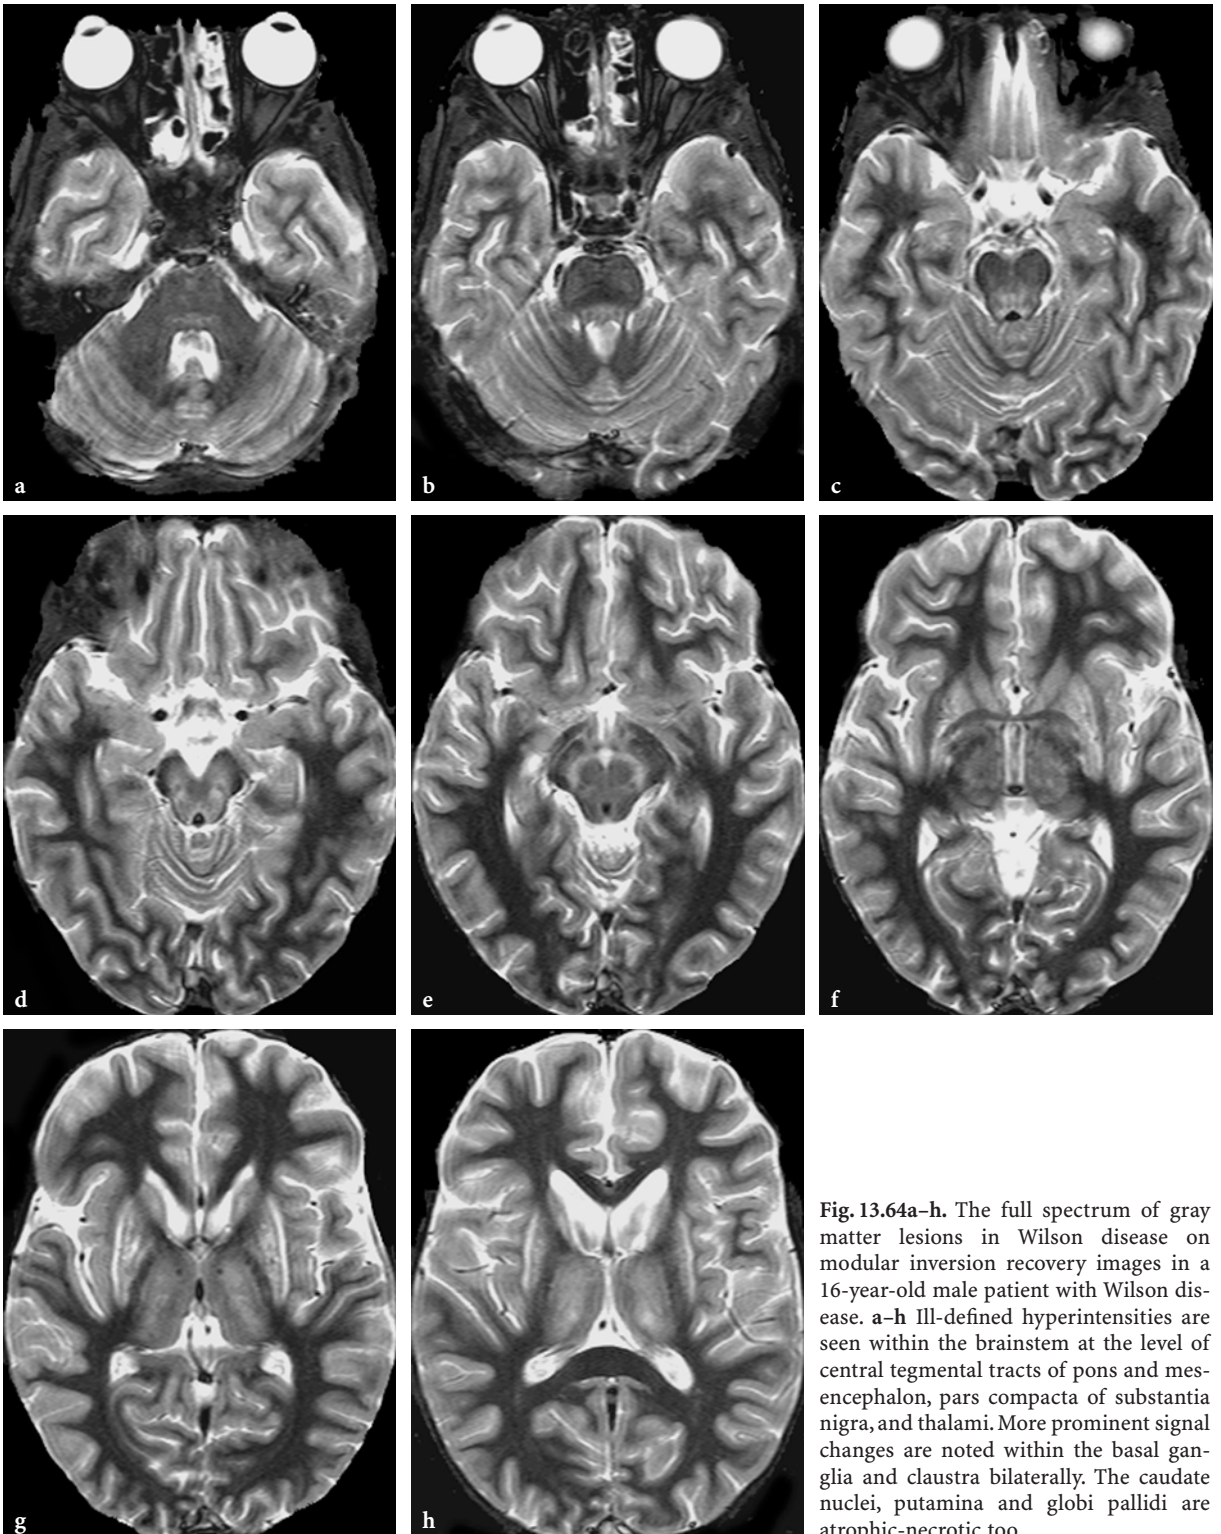 a
b
c
d
e
f
g
h
Fig. 13.64a–h. The full spectrum of gray
matter lesions in Wilson disease on
modular inversion recovery images in a
16-year-old male patient with Wilson dis-
ease. a–h Ill-defined hyperintensities are
seen within the brainstem at the level of
central tegmental tracts of pons and mes-
encephalon, pars compacta of substantia
nigra, and thalami. More prominent signal
changes are noted within the basal gan-
glia and claustra bilaterally. The caudate
nuclei, putamina and globi pallidi are
atrophic-necrotic too